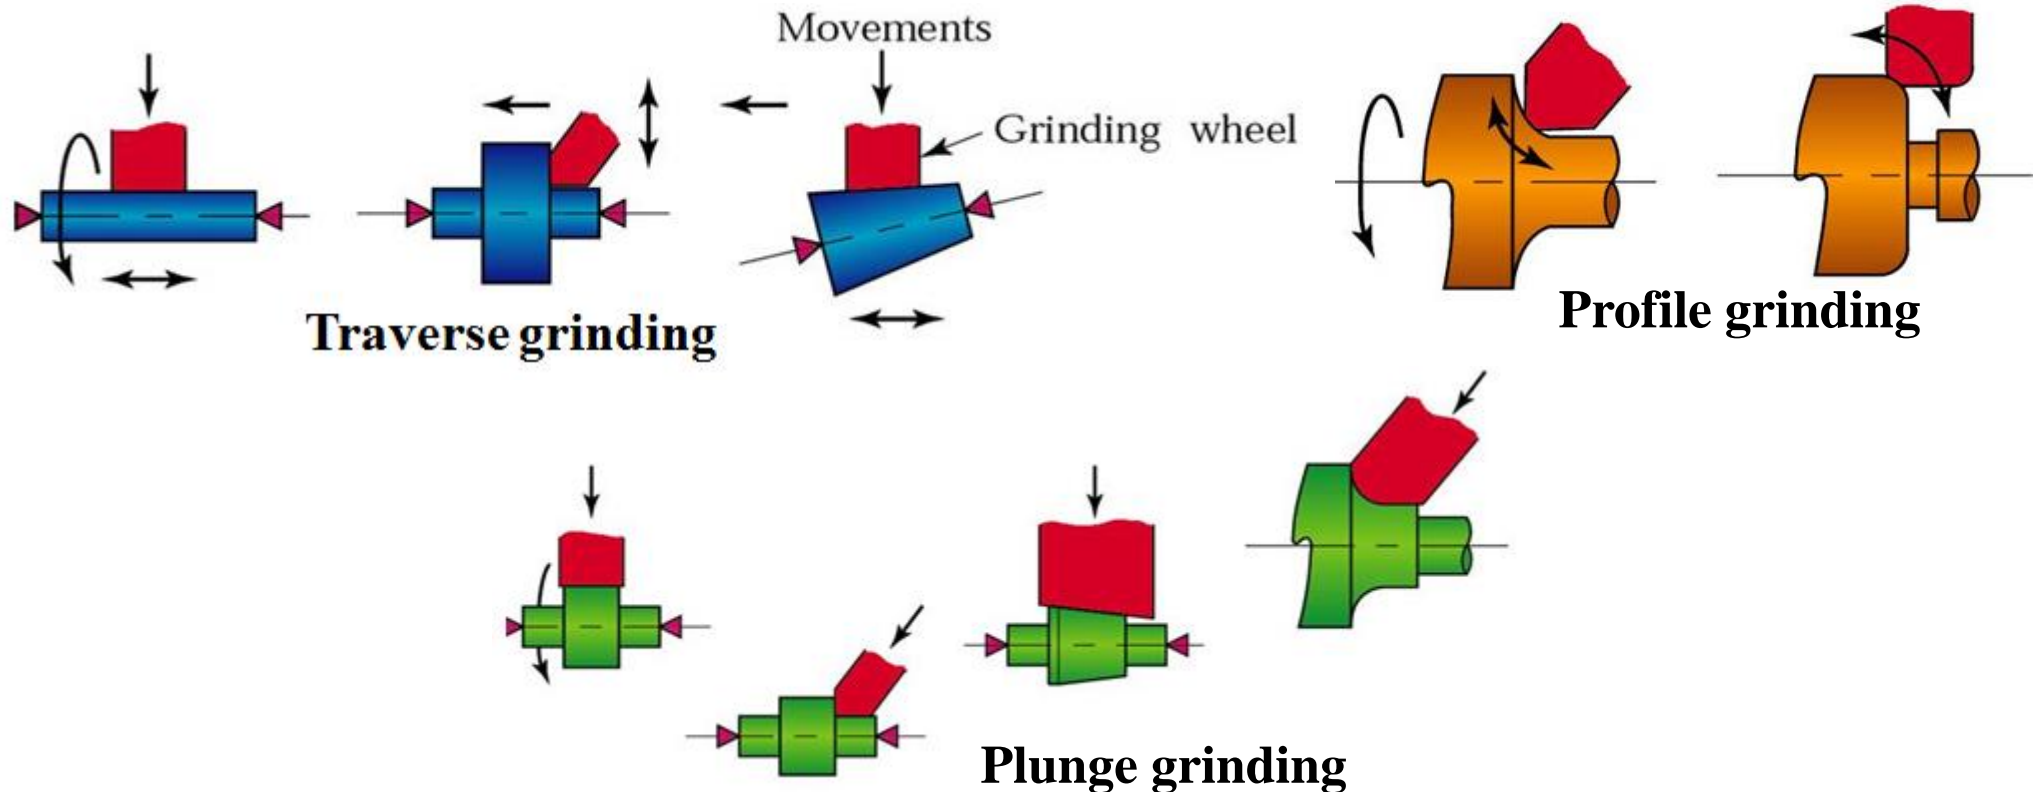 Movements
Grinding wheel
Traverse grinding
Profile grinding
Plunge grinding